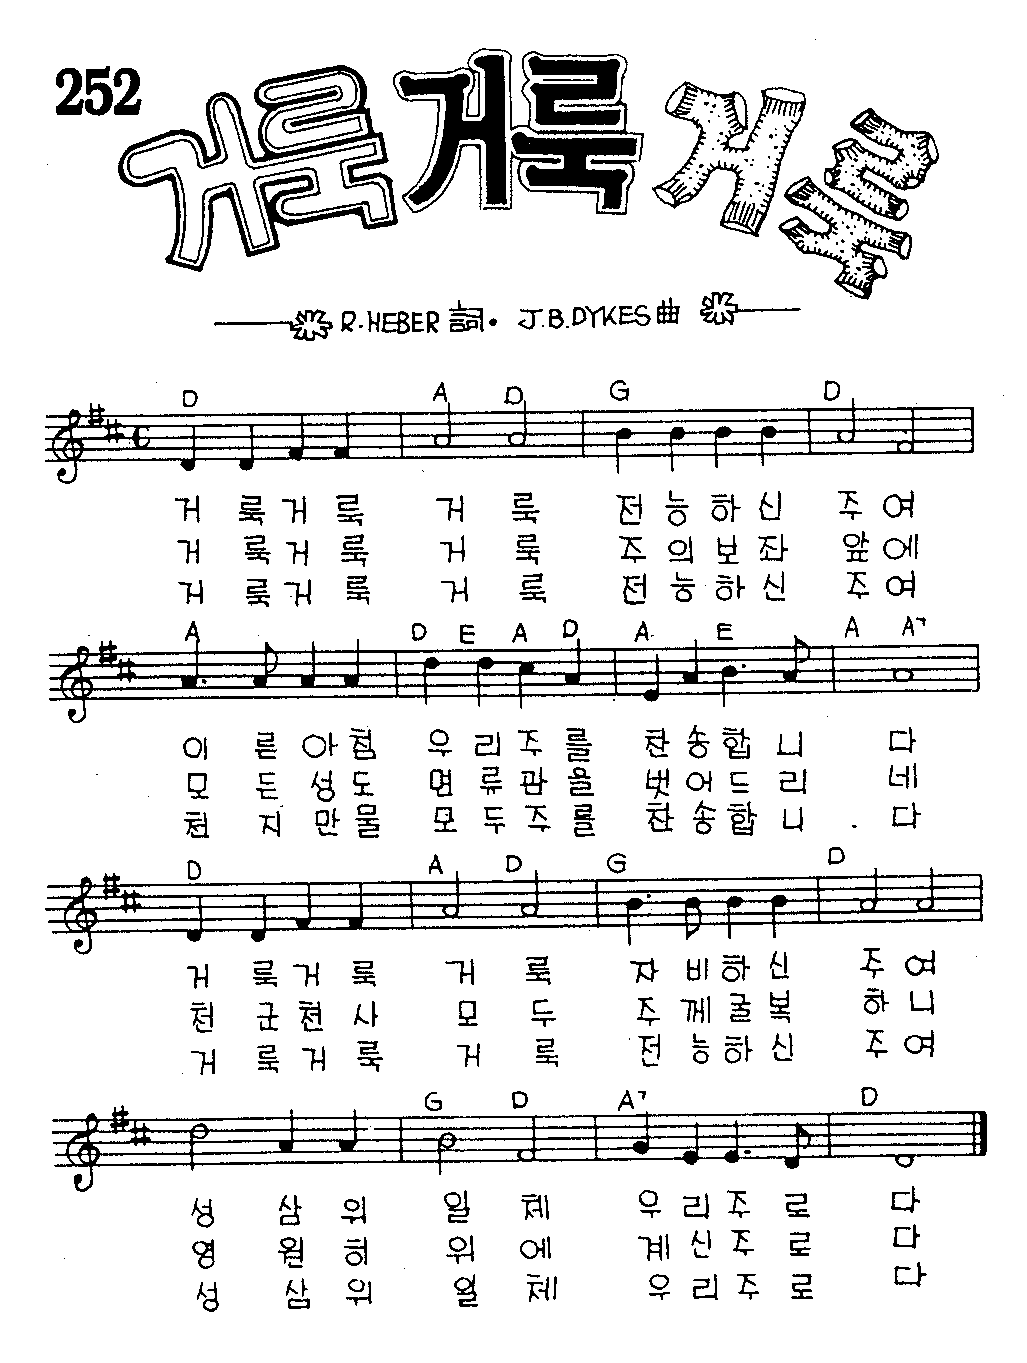 252
거룩 거룩 거룩
R. HEBER 詞 · J.B. DYKES 曲
D A D G D
거 룩 거 룩 거 룩 전 능 하 신 주 여
거 룩 거 룩 거 룩 주 의 보 좌 앞 에
거 룩 거 룩 거 룩 전 능 하 신 주 여
A D E A D A E A A7
이 른 아 침 우 리 주 를 찬 송 합 니 다
모 든 성 도 면 류 관 을 벗 어 드 리 네
천 지 만 물 모 두 주 를 찬 송 합 니 다
D A D G D
거 룩 거 룩 거 룩 자 비 하 신 주 여
천 군 천 사 모 두 주 께 굴 복 하 니
거 룩 거 룩 거 룩 전 능 하 신 주 여
G D A7 D
성 삼 위 일 체 우 리 주 로 다
영 원 히 위 에 계 신 주 로 다
성 삼 위 일 체 우 리 주 로 다